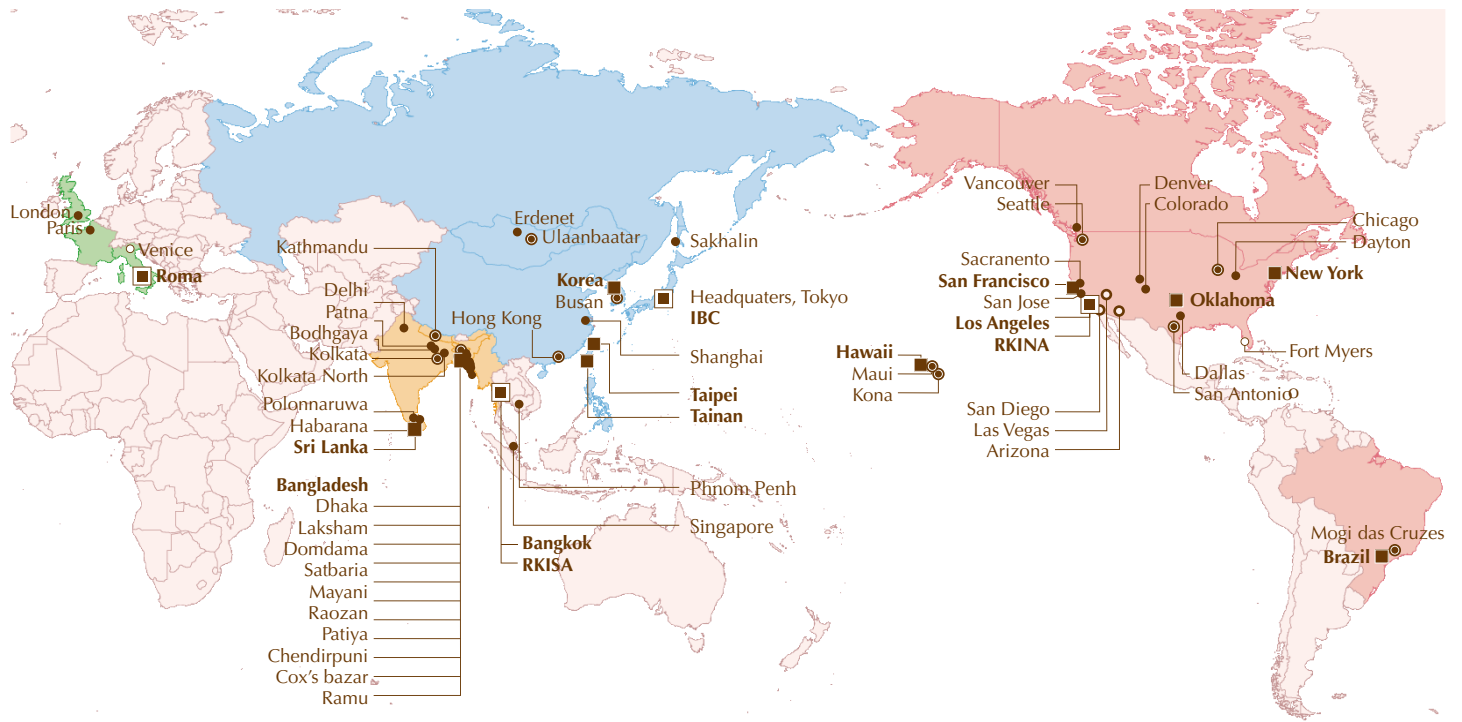 London
Paris
Venice
Roma
Kathmandu
Delhi
Patna
Bodhgaya
Kolkata
Kolkata North
Polonnaruwa
Habarana
Sri Lanka
Bangladesh
Dhaka
Laksham
Domdama
Satbaria
Mayani
Raozan
Patiya
Chendirpuni
Cox's bazar
Ramu
Erdenet
Ulaanbaatar
Sakhalin
Korea
Busan
Hong Kong
Headquaters, Tokyo
IBC
Shanghai
Taipei
Tainan
Phnom Penh
Singapore
Bangkok
RKISA
Hawaii
Maui
Kona
Vancouver
Seattle
Sacranento
San Francisco
San Jose
Los Angeles
RKINA
San Diego
Las Vegas
Arizona
Denver
Colorado
Chicago
Dayton
New York
Oklahoma
Fort Myers
Dallas
San Antonio
Mogi das Cruzes
Brazil